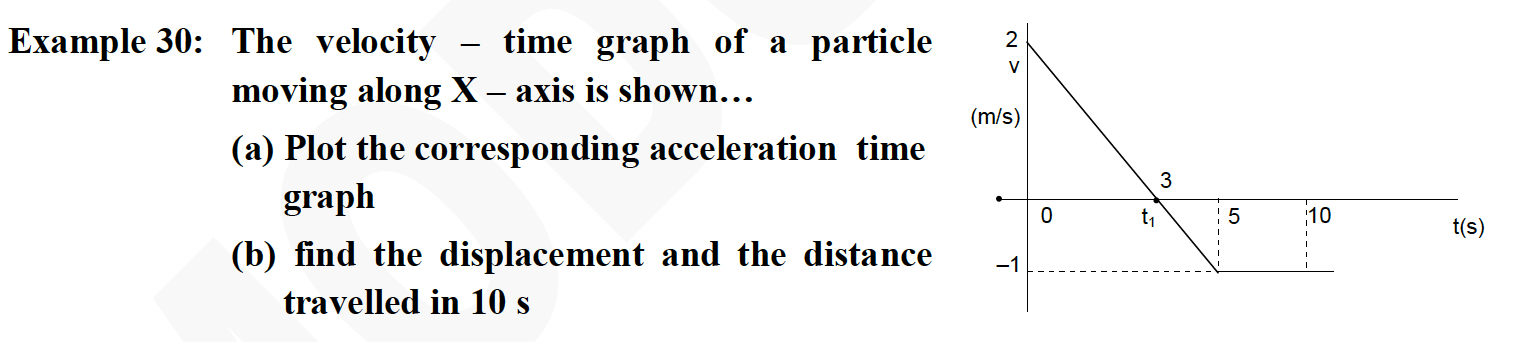 Example 30: The velocity – time graph of a particle
moving along X – axis is shown…
(a) Plot the corresponding acceleration time
graph
(b) find the displacement and the distance
travelled in 10 s
2
v
(m/s)
3
0
t₁
5
10
t(s)
–1